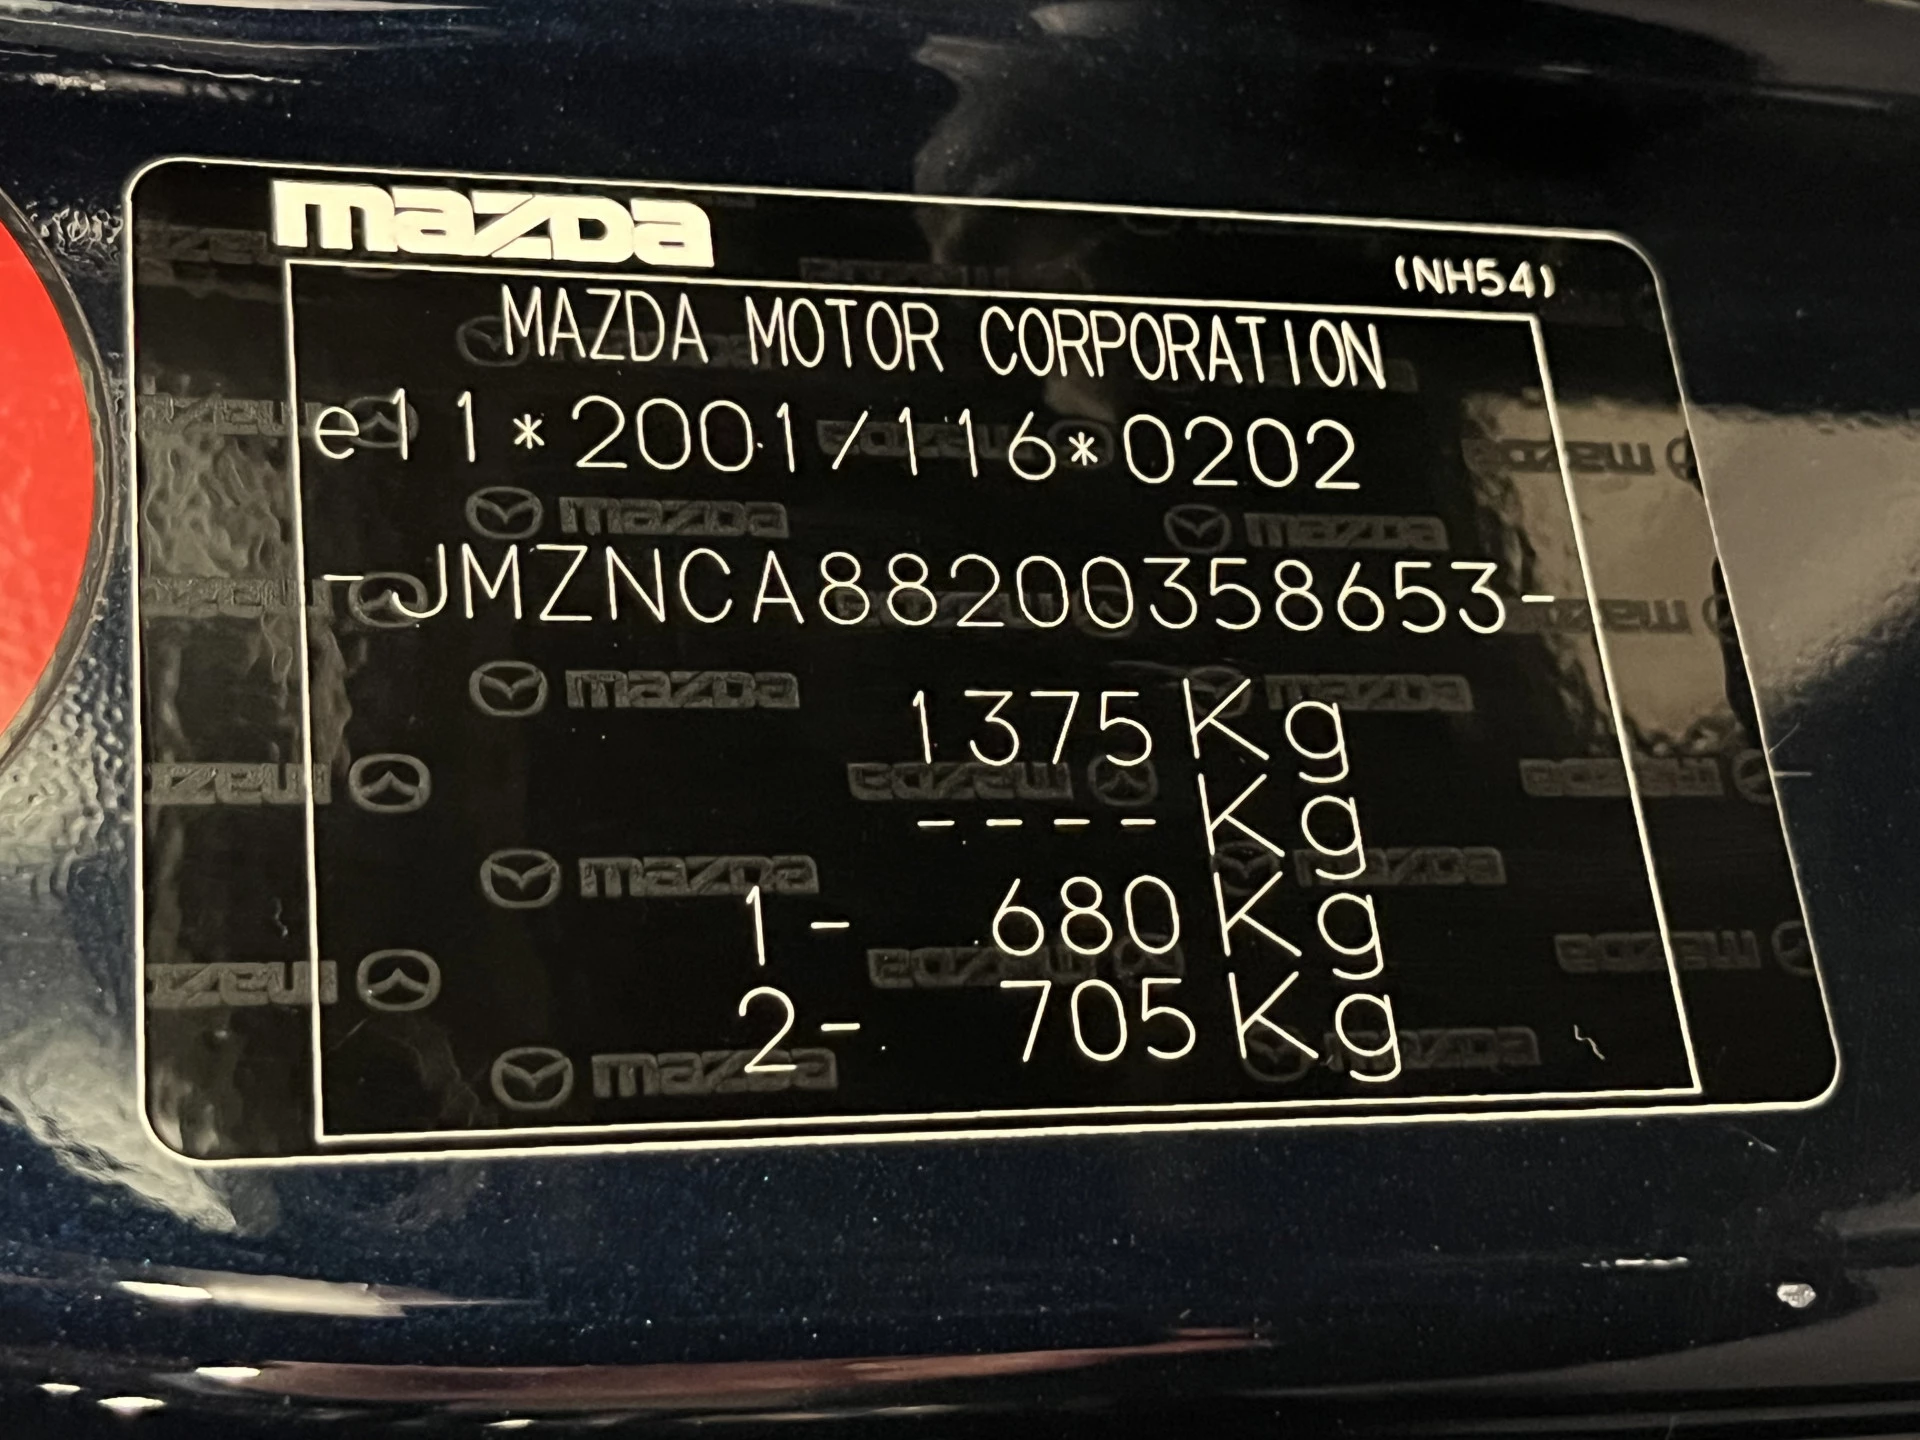 mazda
(NH54)
MAZDA MOTOR CORPORATION
e11*2001/116*0202
-JMZNCA88200358653-
1375 Kg
---- Kg
1- 680 Kg
2- 705 Kg